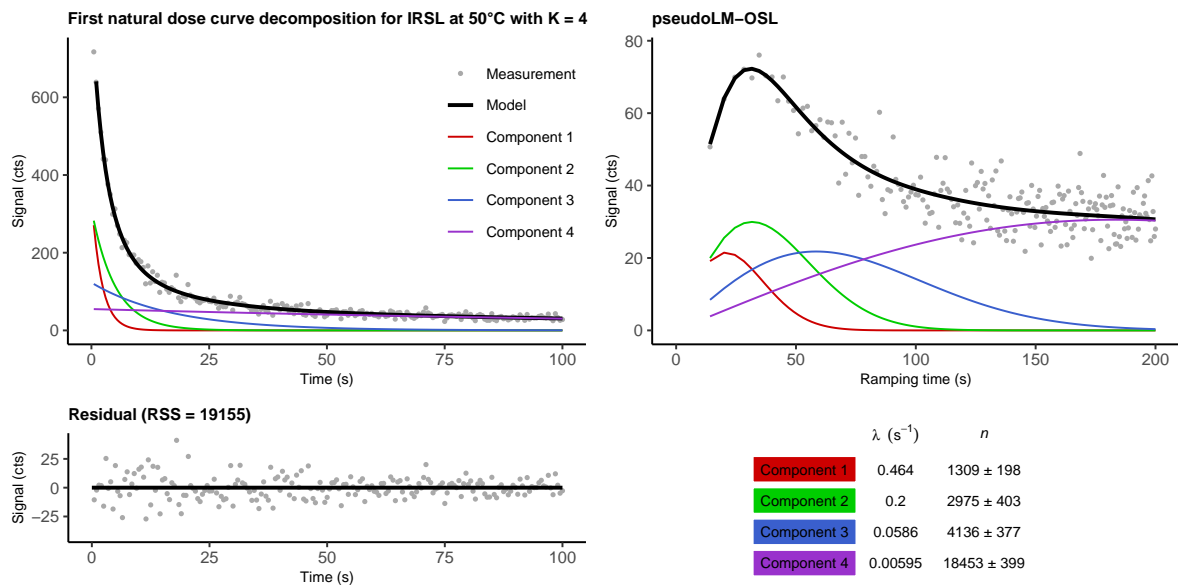 First natural dose curve decomposition for IRSL at 50°C with K = 4
Signal (cts)
600
400
200
0
0
25
50
75
100
Time (s)
Measurement
Model
Component 1
Component 2
Component 3
Component 4
pseudoLM−OSL
Signal (cts)
80
60
40
20
0
0
50
100
150
200
Ramping time (s)
Residual (RSS = 19155)
Signal (cts)
25
0
−25
0
25
50
75
100
Time (s)
λ (s⁻¹) n
Component 1 0.464 1309 ± 198
Component 2 0.2 2975 ± 403
Component 3 0.0586 4136 ± 377
Component 4 0.00595 18453 ± 399